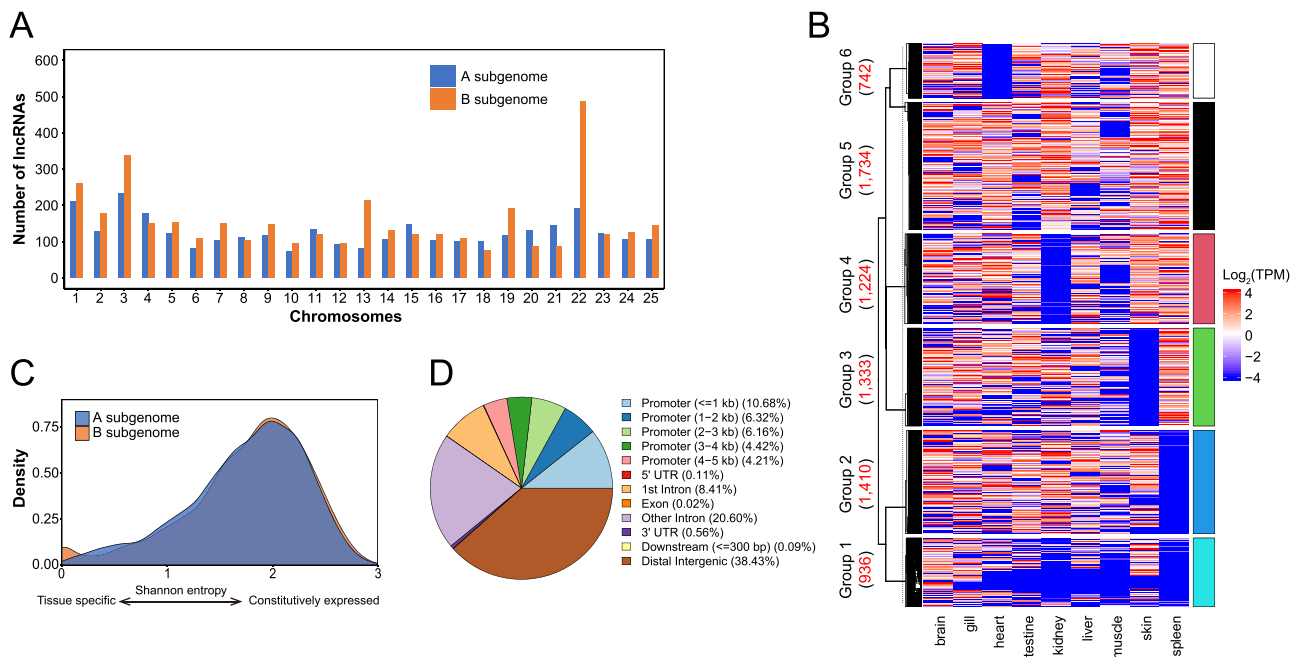 A
600
500
400
300
200
100
0
Number of lncRNAs
A subgenome
B subgenome
1 2 3 4 5 6 7 8 9 10 11 12 13 14 15 16 17 18 19 20 21 22 23 24 25
Chromosomes
B
Group 6
(742)
Group 5
(1,734)
Group 4
(1,224)
Group 3
(1,333)
Group 2
(1,410)
Group 1
(936)
brain
gill
heart
testine
kidney
liver
muscle
skin
spleen
Log2(TPM)
4
2
0
−2
−4
C
A subgenome
B subgenome
0.75
0.50
0.25
0.00
Density
0 1 2 3
Shannon entropy
Tissue specific
Constitutively expressed
D
Promoter (<=1 kb) (10.68%)
Promoter (1−2 kb) (6.32%)
Promoter (2−3 kb) (6.16%)
Promoter (3−4 kb) (4.42%)
Promoter (4−5 kb) (4.21%)
5' UTR (0.11%)
1st Intron (8.41%)
Exon (0.02%)
Other Intron (20.60%)
3' UTR (0.56%)
Downstream (<=300 bp) (0.09%)
Distal Intergenic (38.43%)